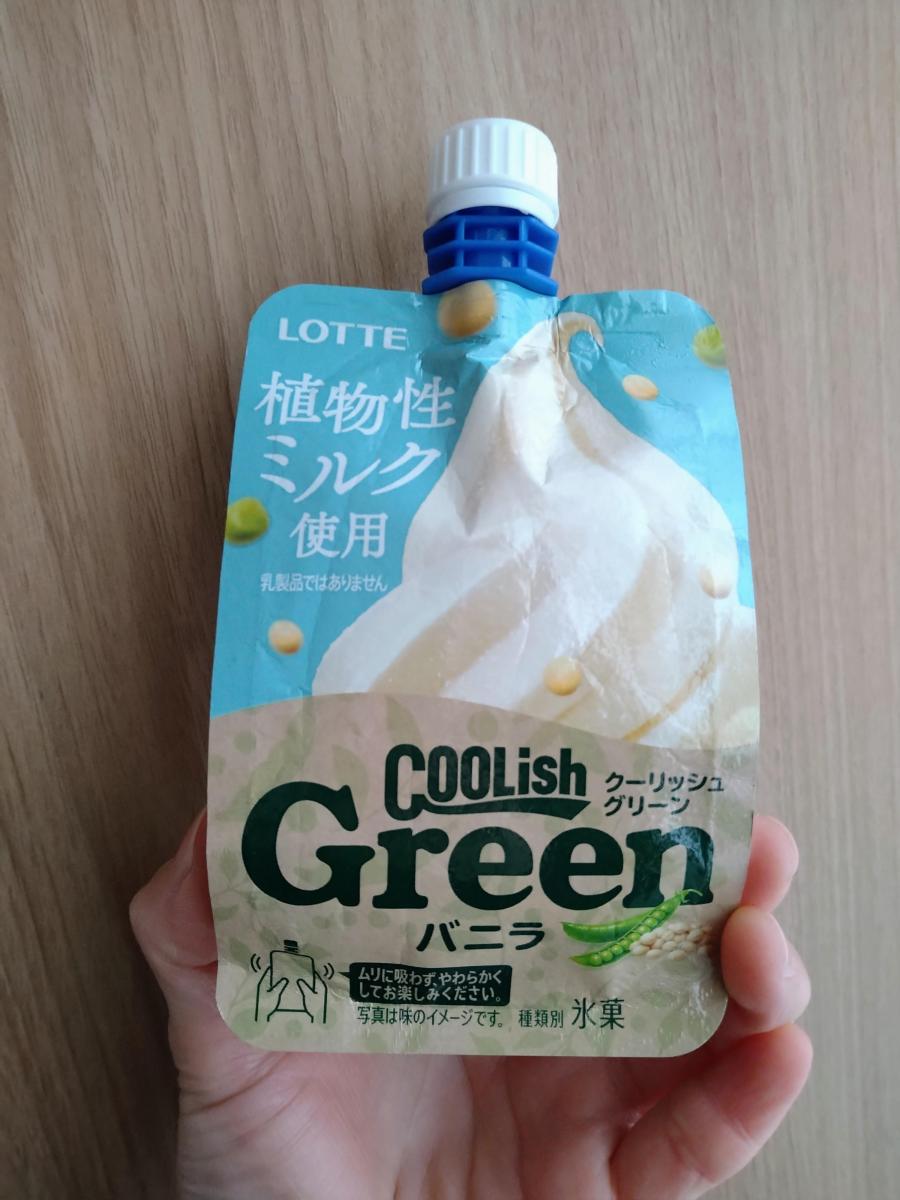 LOTTE
植物性
ミルク
使用
乳製品ではありません
COOLish
クーリッシュ
グリーン
Green
バニラ
ムリに吸わず、やわらかく
してお楽しみください。
写真は味のイメージです。 種類別 氷菓